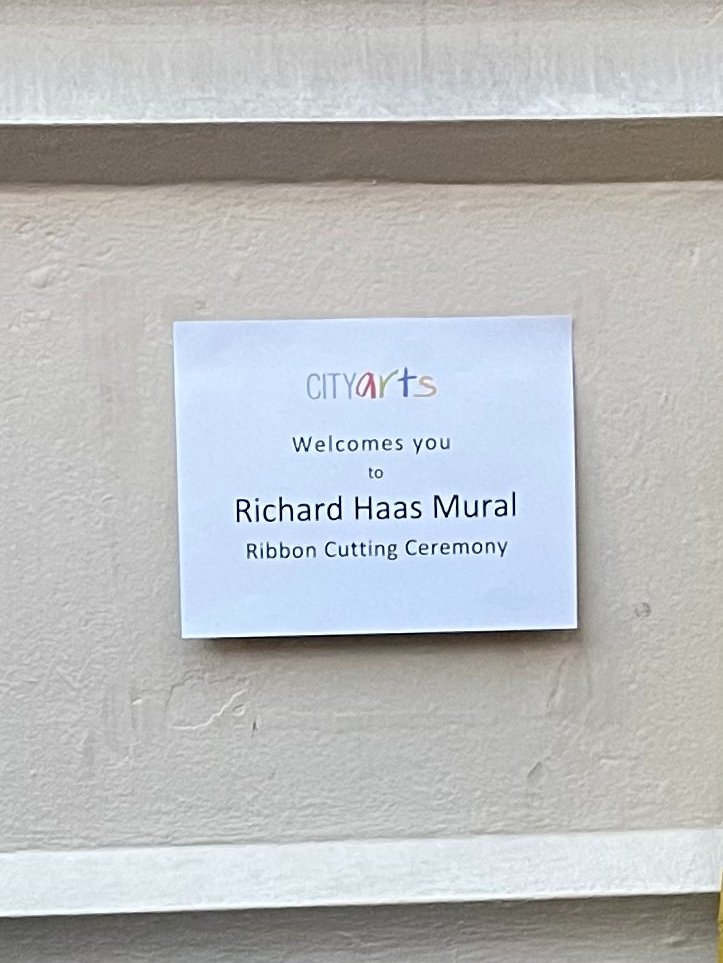 CITYarts
Welcomes you
to
Richard Haas Mural
Ribbon Cutting Ceremony